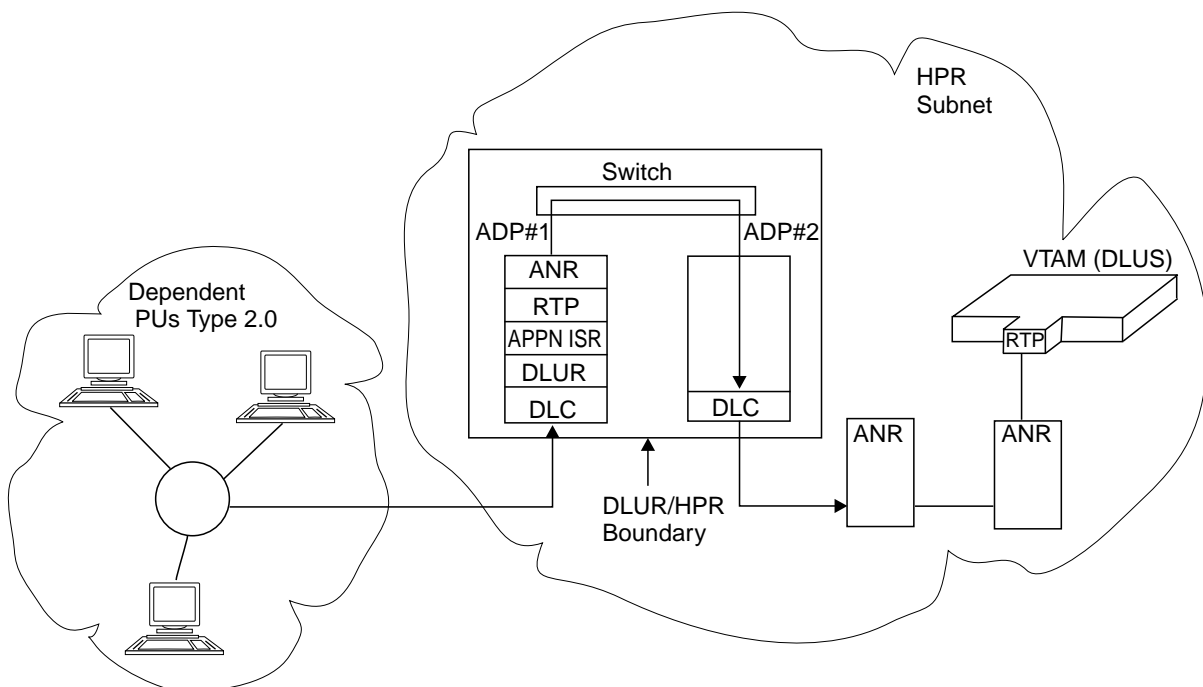 HPR
Subnet
Switch
ADP#1
ADP#2
ANR
RTP
APPN ISR
DLUR
DLC
DLC
VTAM (DLUS)
RTP
Dependent
PUs Type 2.0
ANR
ANR
DLUR/HPR
Boundary